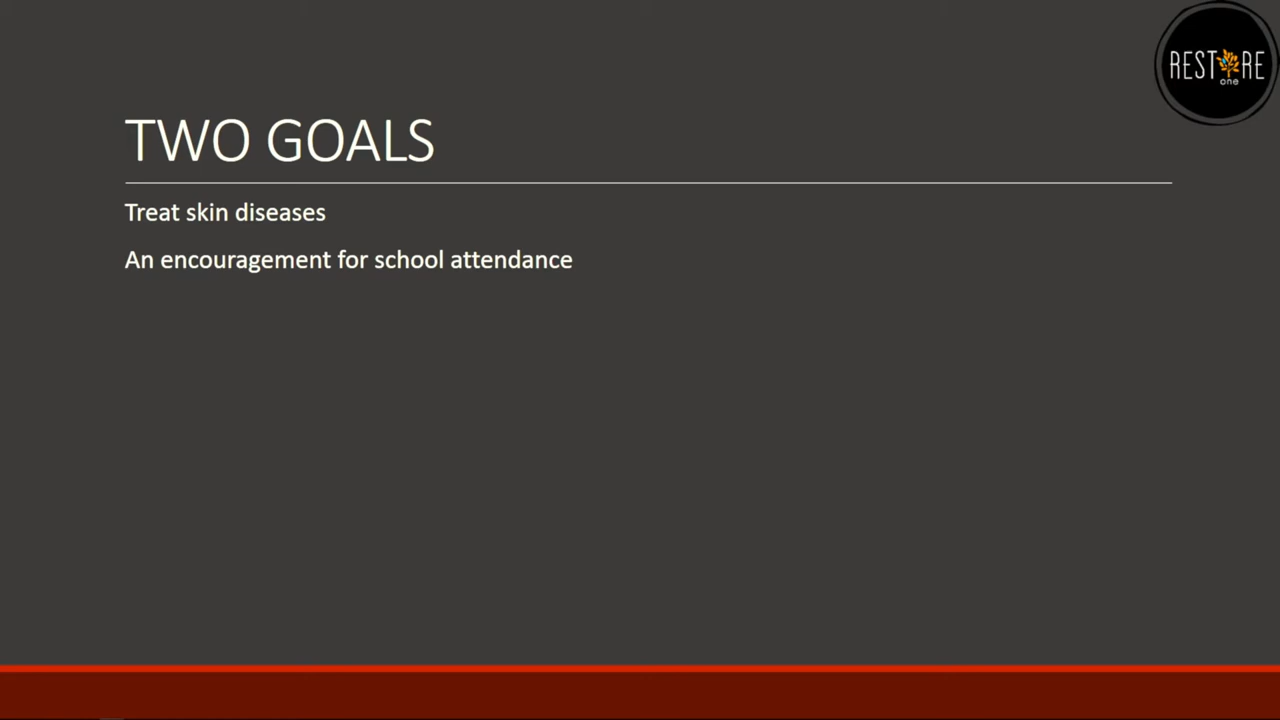 RESTORE
one
TWO GOALS
Treat skin diseases
An encouragement for school attendance